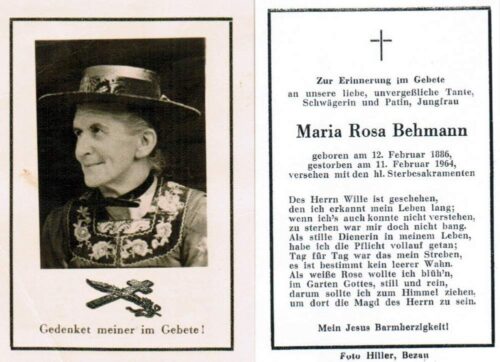 Gedenket meiner im Gebete!
Zur Erinnerung im Gebete
an unsere liebe, unvergeßliche Tante,
Schwägerin und Patin, Jungfrau
Maria Rosa Behmann
geboren am 12. Februar 1886,
gestorben am 11. Februar 1964,
versehen mit den hl. Sterbesakramenten
Des Herrn Wille ist geschehen,
den ich erkannt mein Leben lang;
wenn ich's auch konnte nicht verstehen,
zu sterben war mir doch nicht bang.
Als stille Dienerin in meinem Leben,
habe ich die Pflicht vollauf getan;
Tag für Tag war das mein Streben,
es ist bestimmt kein leerer Wahn.
Als weiße Rose wollte ich blüh'n,
im Garten Gottes, still und rein,
darum sollte ich zum Himmel ziehen,
um dort die Magd des Herrn zu sein.
Mein Jesus Barmherzigkeit!
Foto Hiller, Bezau